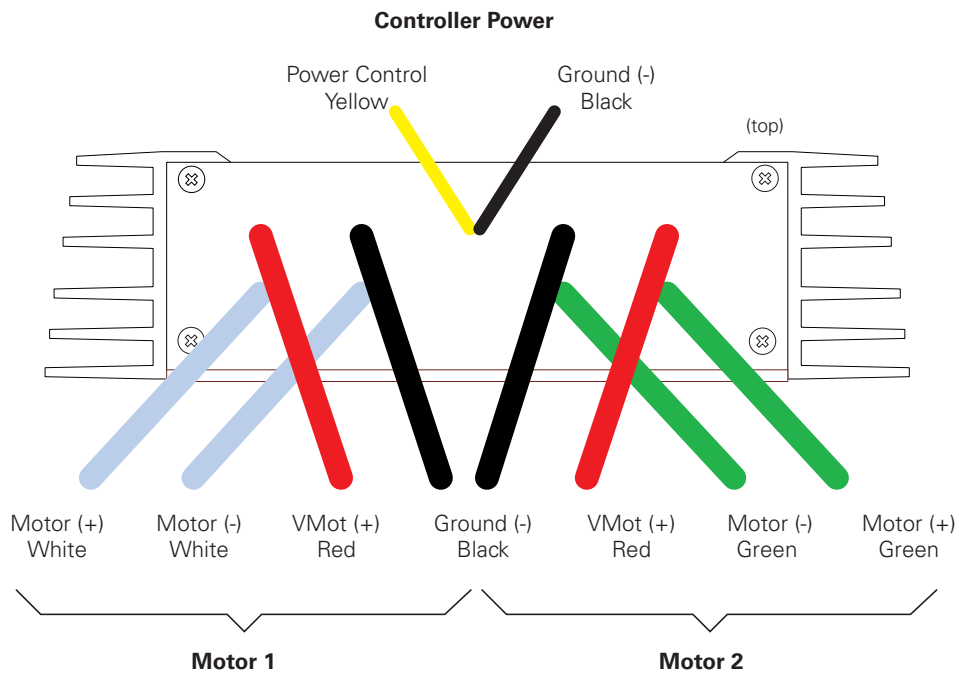 Controller Power
Power Control
Yellow
Ground (-)
Black
(top)
Motor (+)
White
Motor (-)
White
VMot (+)
Red
Ground (-)
Black
VMot (+)
Red
Motor (-)
Green
Motor (+)
Green
Motor 1
Motor 2